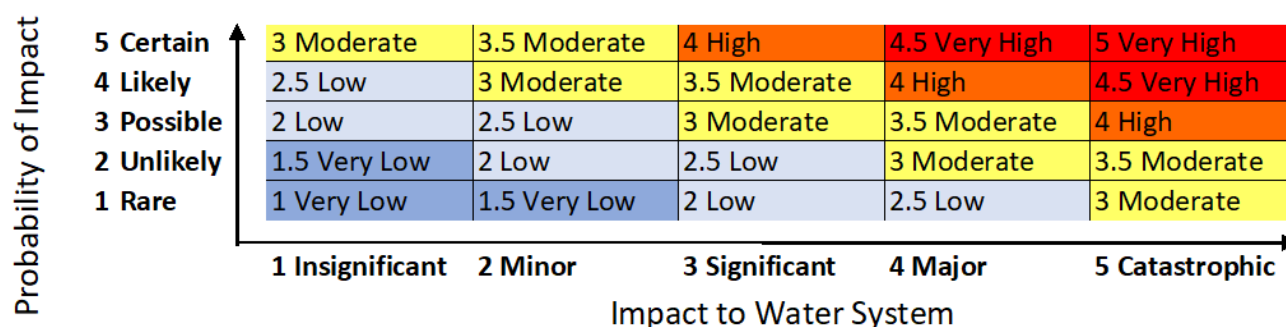 Probability of Impact
5 Certain 3 Moderate 3.5 Moderate 4 High 4.5 Very High 5 Very High
4 Likely 2.5 Low 3 Moderate 3.5 Moderate 4 High 4.5 Very High
3 Possible 2 Low 2.5 Low 3 Moderate 3.5 Moderate 4 High
2 Unlikely 1.5 Very Low 2 Low 2.5 Low 3 Moderate 3.5 Moderate
1 Rare 1 Very Low 1.5 Very Low 2 Low 2.5 Low 3 Moderate
1 Insignificant 2 Minor 3 Significant 4 Major 5 Catastrophic
Impact to Water System